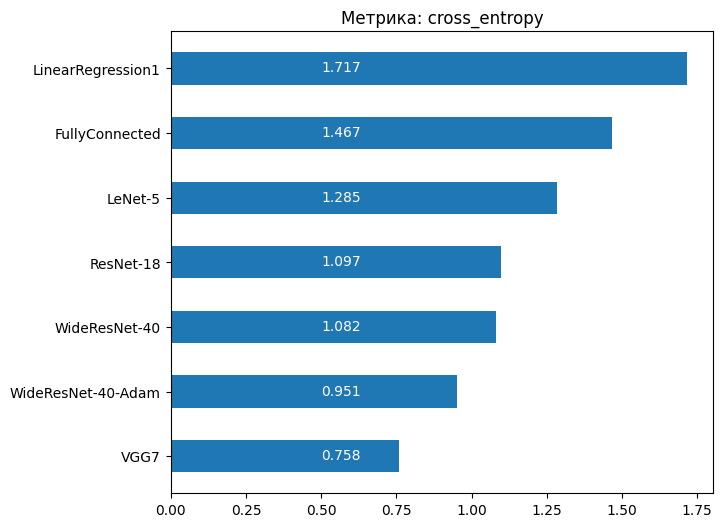 Метрика: cross_entropy
LinearRegression1 1.717
FullyConnected 1.467
LeNet-5 1.285
ResNet-18 1.097
WideResNet-40 1.082
WideResNet-40-Adam 0.951
VGG7 0.758
0.00 0.25 0.50 0.75 1.00 1.25 1.50 1.75